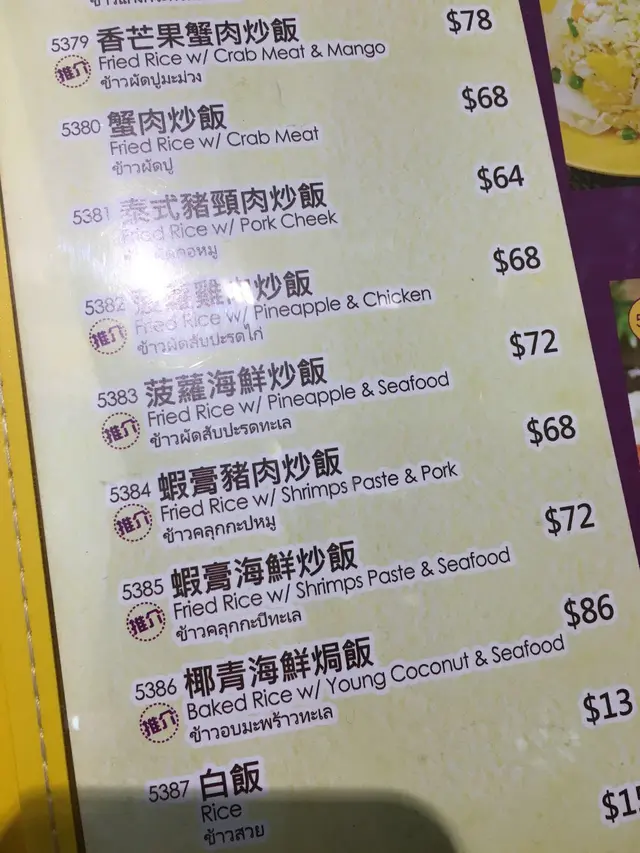 5379 香芒果蟹肉炒飯 $78
推介 Fried Rice w/ Crab Meat & Mango
ข้าวผัดปูมะม่วง
5380 蟹肉炒飯 $68
Fried Rice w/ Crab Meat
ข้าวผัดปู
5381 泰式豬頸肉炒飯 $64
Fried Rice w/ Pork Cheek
คอหมู
5382 菠蘿雞肉炒飯 $68
推介 Fried Rice w/ Pineapple & Chicken
ข้าวผัดสับปะรดไก่
5383 菠蘿海鮮炒飯 $72
推介 Fried Rice w/ Pineapple & Seafood
ข้าวผัดสับปะรดทะเล
5384 蝦膏豬肉炒飯 $68
推介 Fried Rice w/ Shrimps Paste & Pork
ข้าวคลุกกะปิหมู
5385 蝦膏海鮮炒飯 $72
推介 Fried Rice w/ Shrimps Paste & Seafood
ข้าวคลุกกะปิทะเล
5386 椰青海鮮焗飯 $86
推介 Baked Rice w/ Young Coconut & Seafood
ข้าวอบมะพร้าวทะเล
5387 白飯 $13
Rice
ข้าวสวย